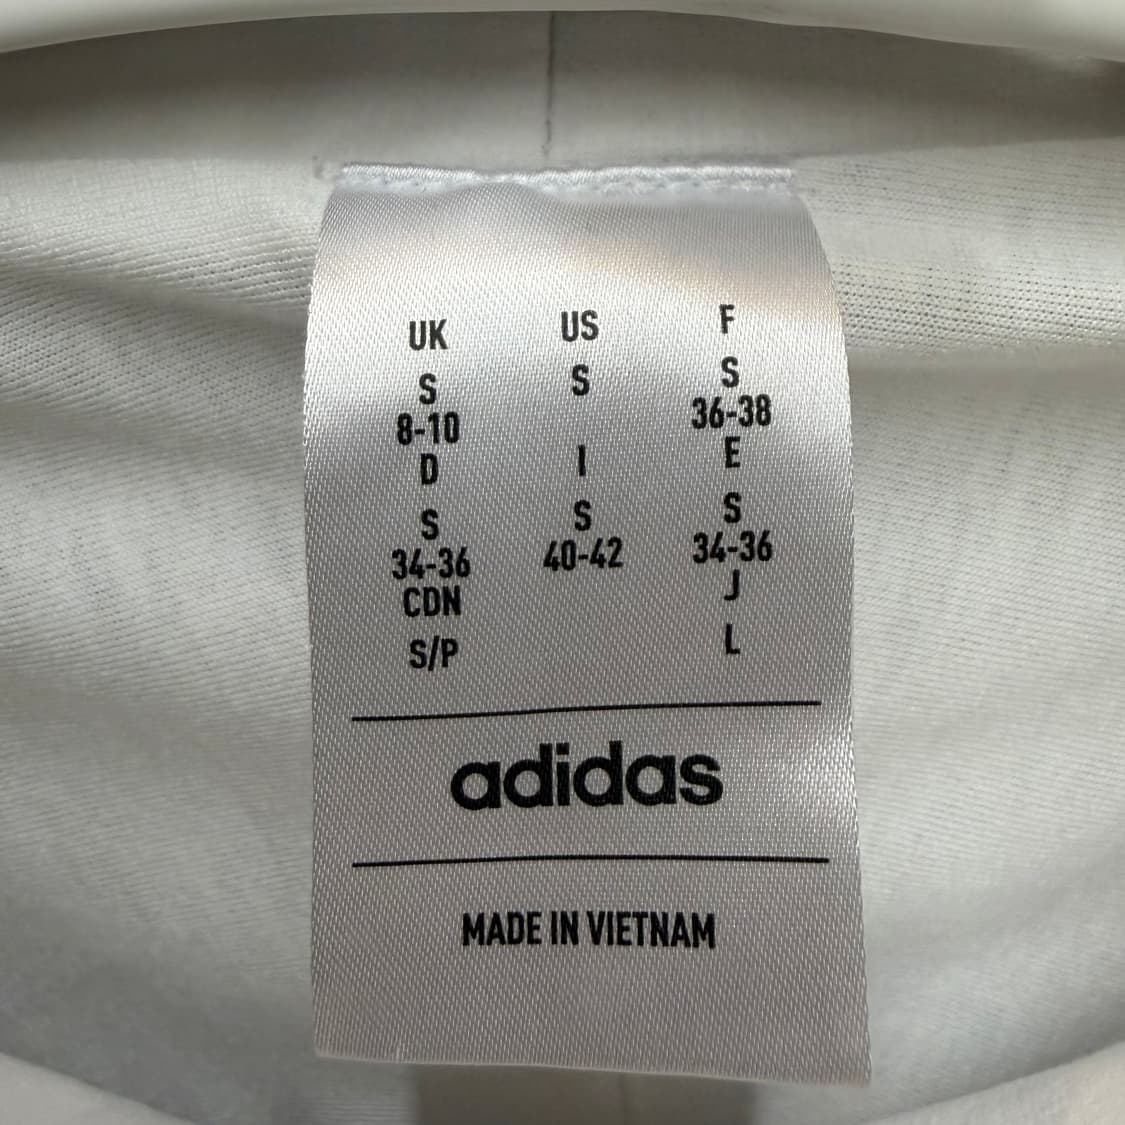 UK US F
S S S
8-10 36-38
D I E
S S S
34-36 40-42 34-36
CDN J
S/P L
adidas
MADE IN VIETNAM